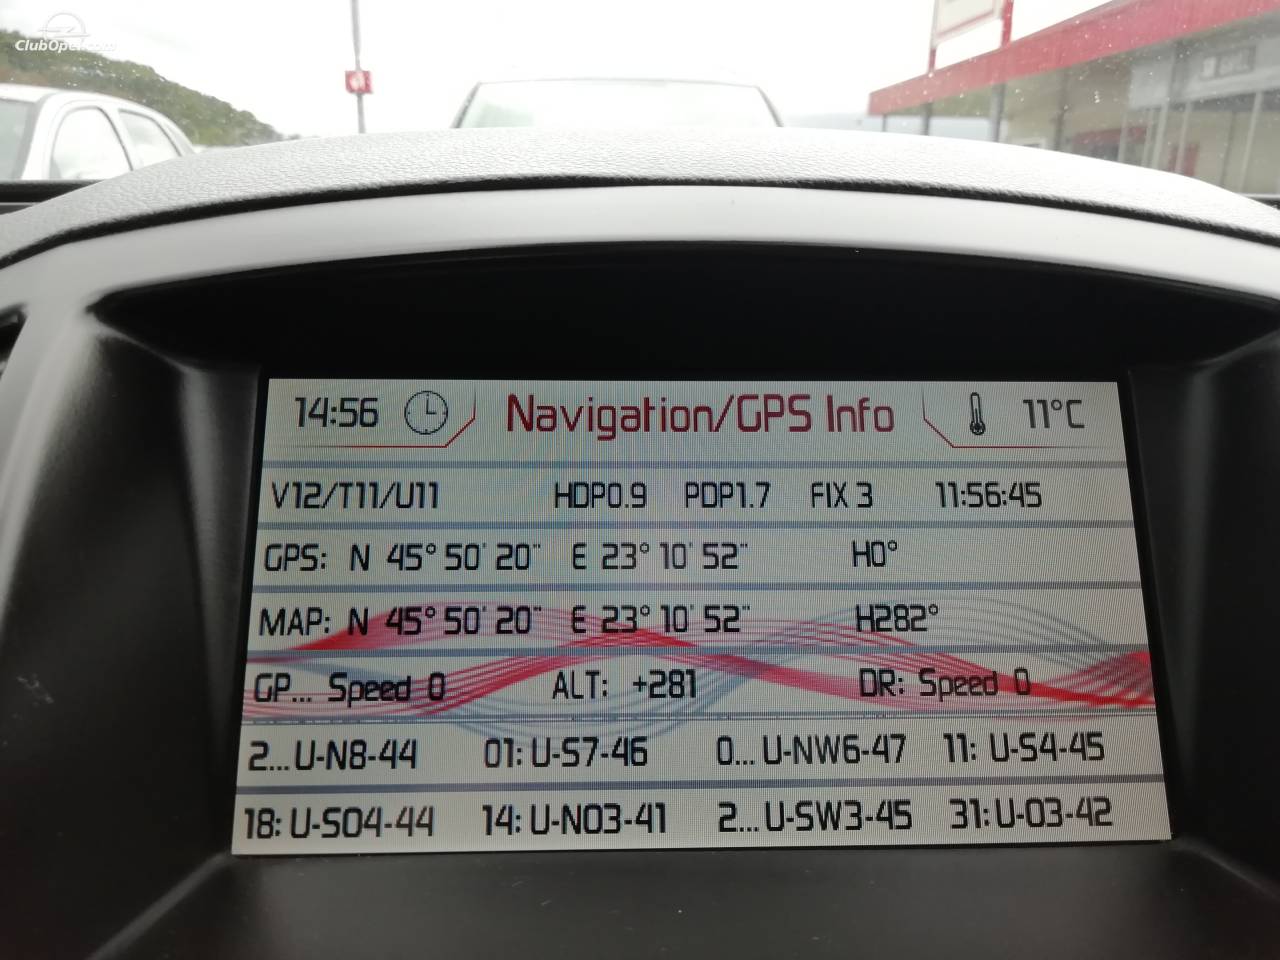 ClubOpel.com
14:56 Navigation/GPS Info 11°C
V12/T11/U11 HDP0.9 PDP1.7 FIX 3 11:56:45
GPS: N 45° 50' 20" E 23° 10' 52" H0°
MAP: N 45° 50' 20" E 23° 10' 52" H282°
GP... Speed 0 ALT: +281 DR: Speed 0
2...U-N8-44 01: U-S7-46 0...U-NW6-47 11: U-S4-45
18: U-SO4-44 14: U-NO3-41 2...U-SW3-45 31: U-O3-42